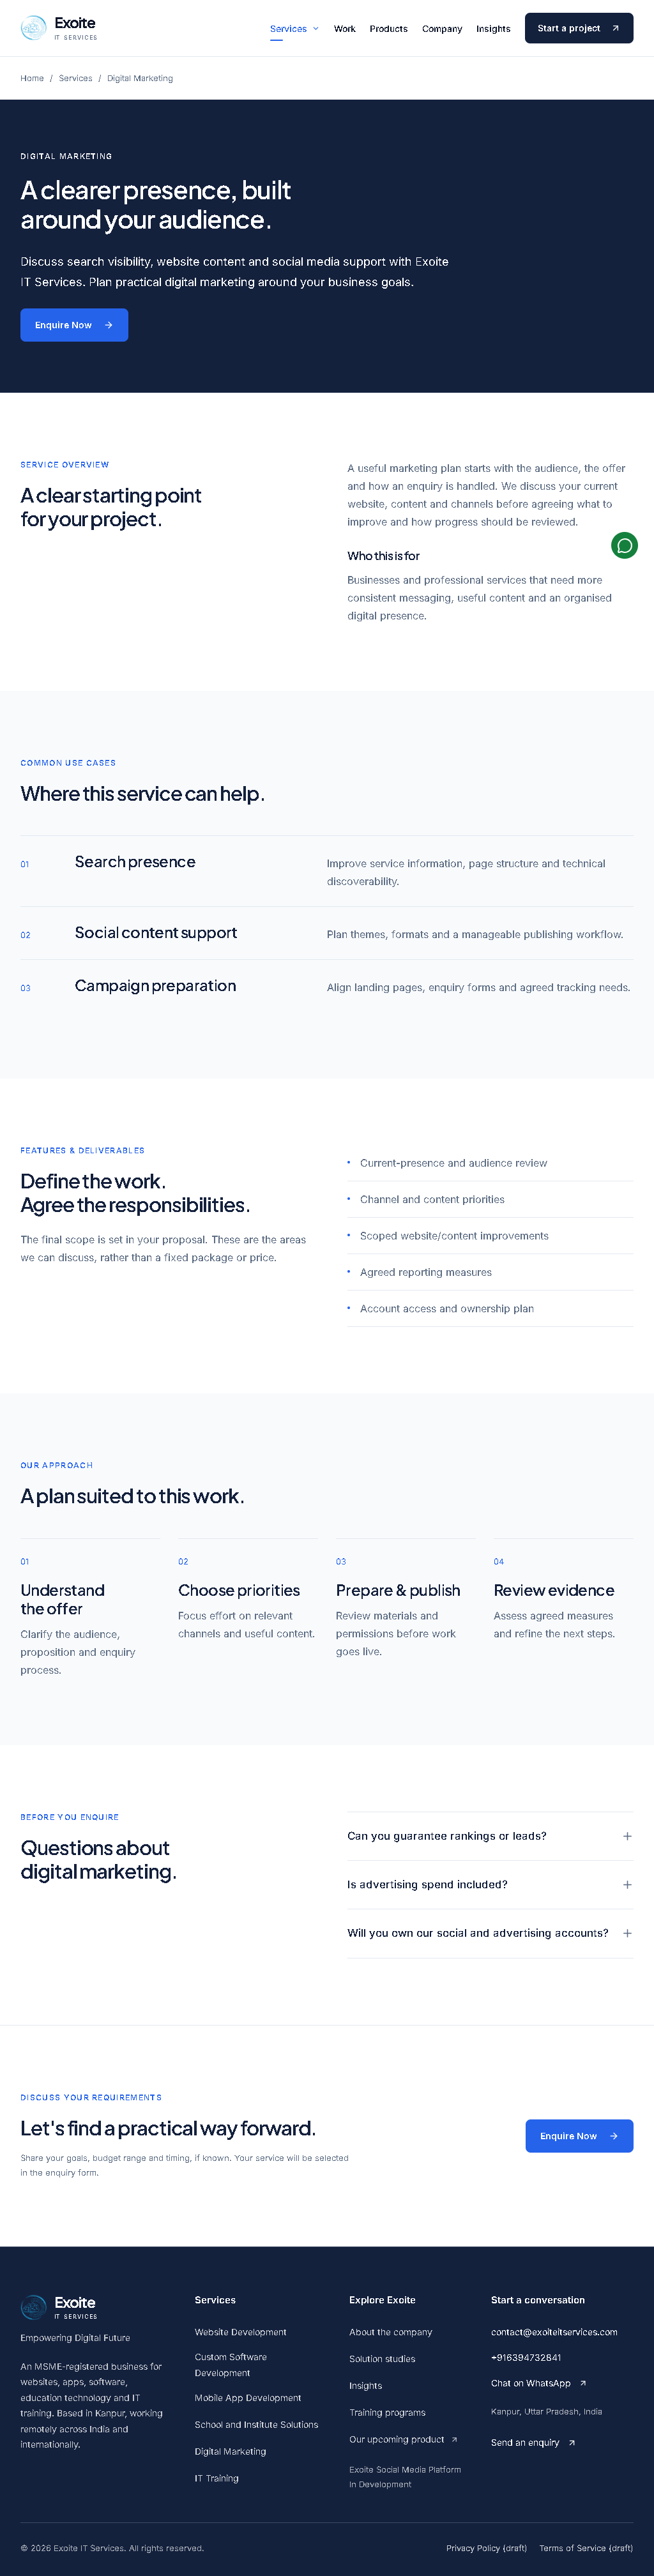 Exoite
IT SERVICES
Services
Work
Products
Company
Insights
Start a project
Home / Services / Digital Marketing
DIGITAL MARKETING
A clearer presence, built
around your audience.
Discuss search visibility, website content and social media support with Exoite
IT Services. Plan practical digital marketing around your business goals.
Enquire Now
SERVICE OVERVIEW
A clear starting point
for your project.
A useful marketing plan starts with the audience, the offer
and how an enquiry is handled. We discuss your current
website, content and channels before agreeing what to
improve and how progress should be reviewed.
Who this is for
Businesses and professional services that need more
consistent messaging, useful content and an organised
digital presence.
COMMON USE CASES
Where this service can help.
01
Search presence
Improve service information, page structure and technical
discoverability.
02
Social content support
Plan themes, formats and a manageable publishing workflow.
03
Campaign preparation
Align landing pages, enquiry forms and agreed tracking needs.
FEATURES & DELIVERABLES
Define the work.
Agree the responsibilities.
The final scope is set in your proposal. These are the areas
we can discuss, rather than a fixed package or price.
Current-presence and audience review
Channel and content priorities
Scoped website/content improvements
Agreed reporting measures
Account access and ownership plan
OUR APPROACH
A plan suited to this work.
01
Understand
the offer
Clarify the audience,
proposition and enquiry
process.
02
Choose priorities
Focus effort on relevant
channels and useful content.
03
Prepare & publish
Review materials and
permissions before work
goes live.
04
Review evidence
Assess agreed measures
and refine the next steps.
BEFORE YOU ENQUIRE
Questions about
digital marketing.
Can you guarantee rankings or leads?
Is advertising spend included?
Will you own our social and advertising accounts?
DISCUSS YOUR REQUIREMENTS
Let's find a practical way forward.
Share your goals, budget range and timing, if known. Your service will be selected
in the enquiry form.
Enquire Now
Exoite
IT SERVICES
Empowering Digital Future
An MSME-registered business for
websites, apps, software,
education technology and IT
training. Based in Kanpur, working
remotely across India and
internationally.
Services
Website Development
Custom Software
Development
Mobile App Development
School and Institute Solutions
Digital Marketing
IT Training
Explore Exoite
About the company
Solution studies
Insights
Training programs
Our upcoming product
Exoite Social Media Platform
In Development
Start a conversation
contact@exoiteitservices.com
+916394732841
Chat on WhatsApp
Kanpur, Uttar Pradesh, India
Send an enquiry
© 2026 Exoite IT Services. All rights reserved.
Privacy Policy (draft)
Terms of Service (draft)